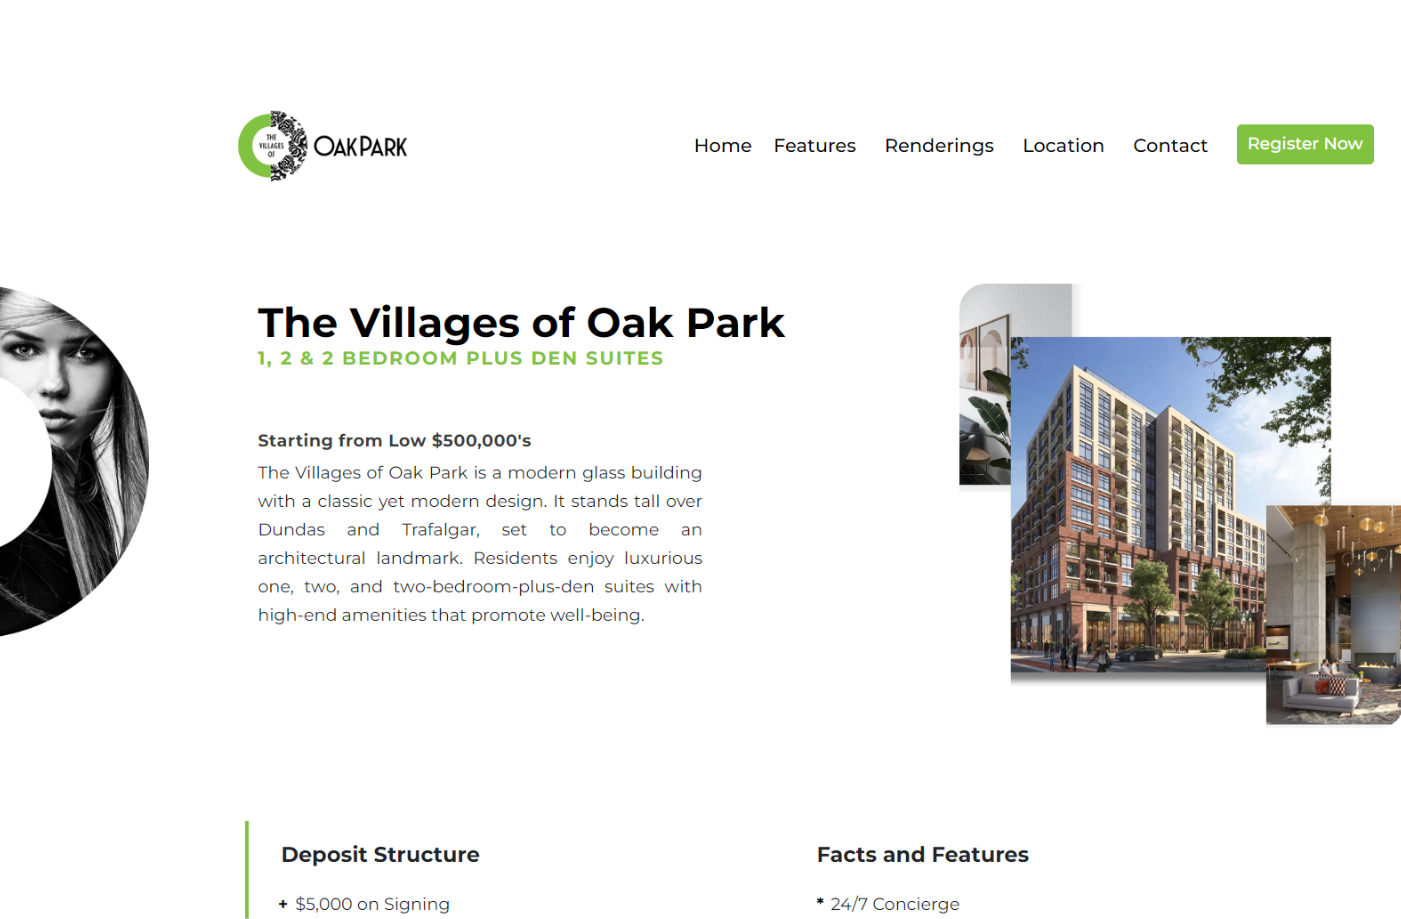 THE
VILLAGES
OF
OAKPARK
Home Features Renderings Location Contact Register Now
The Villages of Oak Park
1, 2 & 2 BEDROOM PLUS DEN SUITES
Starting from Low $500,000's
The Villages of Oak Park is a modern glass building
with a classic yet modern design. It stands tall over
Dundas and Trafalgar, set to become an
architectural landmark. Residents enjoy luxurious
one, two, and two-bedroom-plus-den suites with
high-end amenities that promote well-being.
Deposit Structure
+ $5,000 on Signing
Facts and Features
* 24/7 Concierge